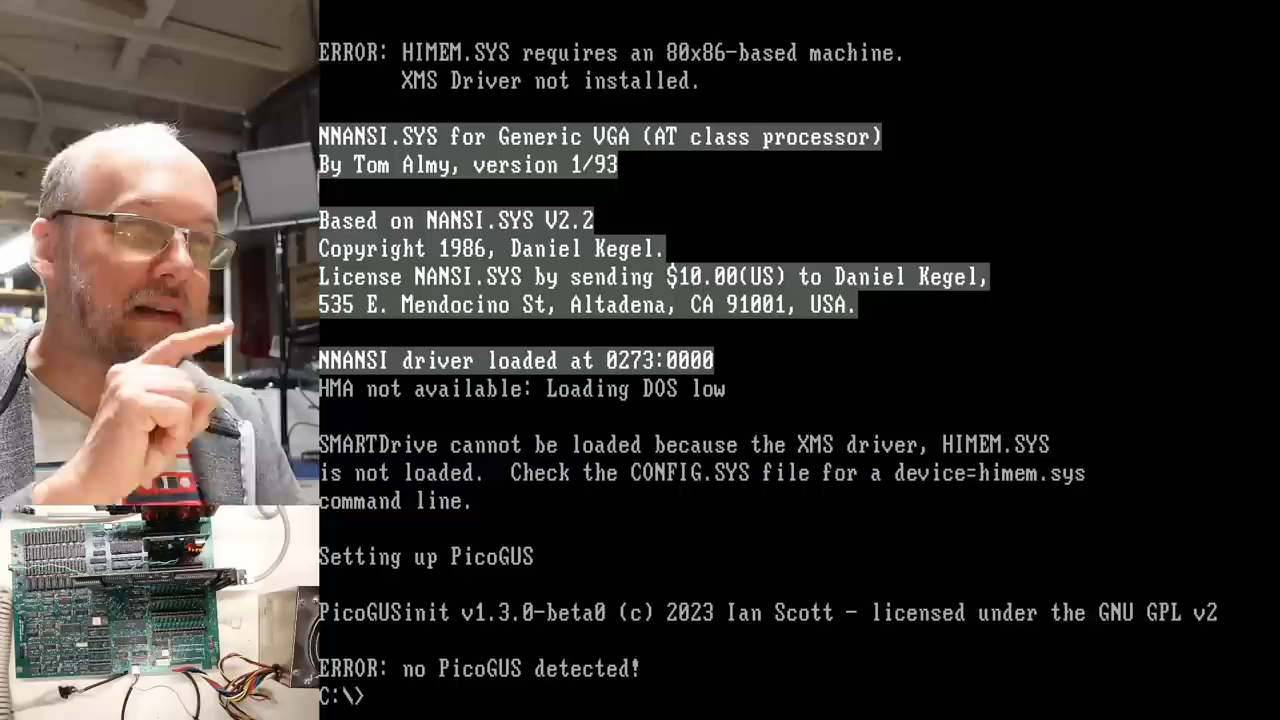 ERROR: HIMEM.SYS requires an 80x86-based machine.
XMS Driver not installed.
NNANSI.SYS for Generic VGA (AT class processor)
By Tom Almy, version 1/93
Based on NANSI.SYS V2.2
Copyright 1986, Daniel Kegel.
License NANSI.SYS by sending $10.00(US) to Daniel Kegel,
535 E. Mendocino St, Altadena, CA 91001, USA.
NNANSI driver loaded at 0273:0000
HMA not available: Loading DOS low
SMARTDrive cannot be loaded because the XMS driver, HIMEM.SYS
is not loaded.  Check the CONFIG.SYS file for a device=himem.sys
command line.
Setting up PicoGUS
PicoGUSinit v1.3.0-beta0 (c) 2023 Ian Scott - licensed under the GNU GPL v2
ERROR: no PicoGUS detected!
C:\>